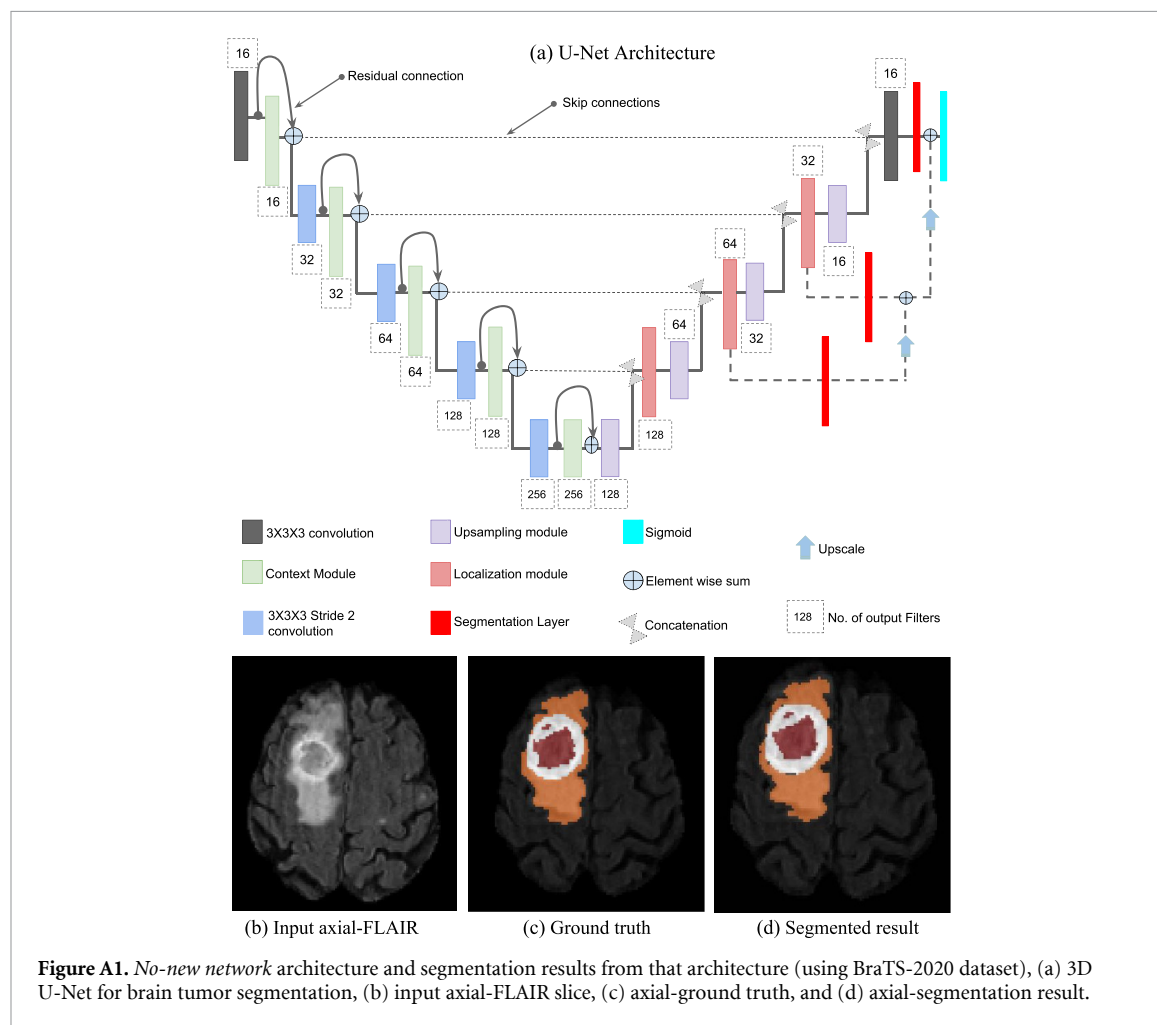 (a) U-Net Architecture
16
Residual connection
Skip connections
16
16
32
32
32
16
64
64
64
64
32
128
128
128
256
256
128
3X3X3 convolution
Upsampling module
Sigmoid
Upscale
Context Module
Localization module
Element wise sum
3X3X3 Stride 2
convolution
Segmentation Layer
Concatenation
128
No. of output Filters
(b) Input axial-FLAIR
(c) Ground truth
(d) Segmented result
Figure A1. No-new network architecture and segmentation results from that architecture (using BraTS-2020 dataset), (a) 3D
U-Net for brain tumor segmentation, (b) input axial-FLAIR slice, (c) axial-ground truth, and (d) axial-segmentation result.